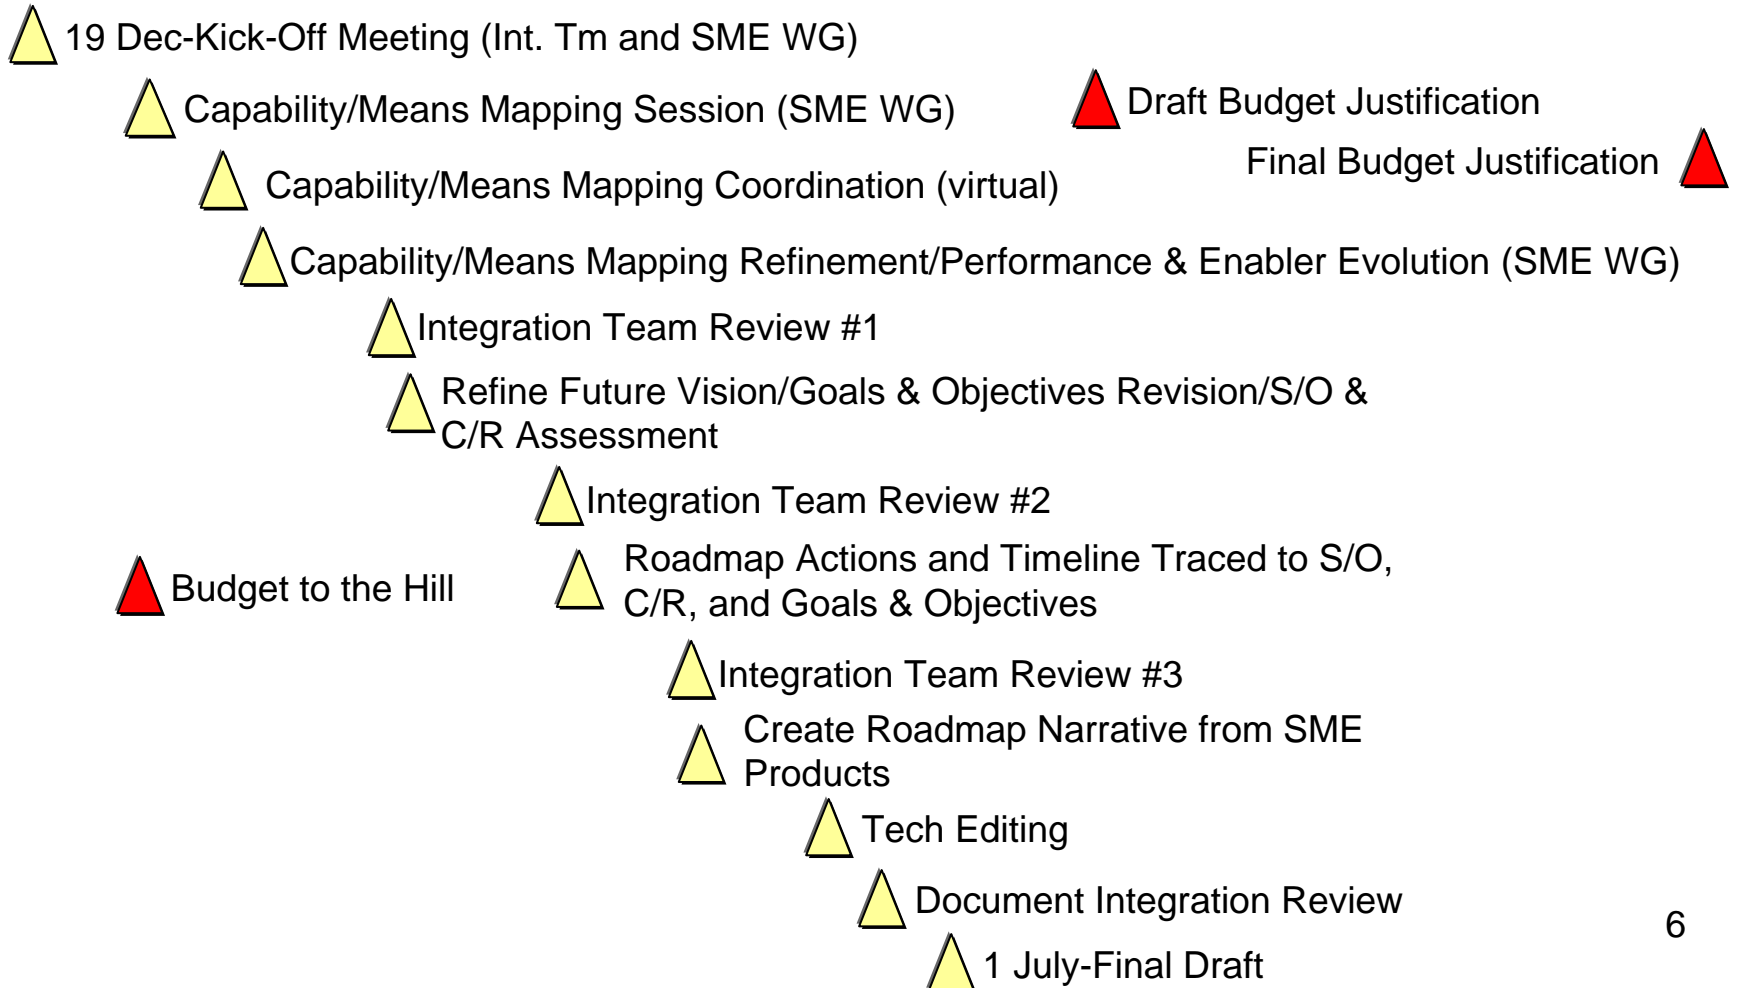 19 Dec-Kick-Off Meeting (Int. Tm and SME WG)
Capability/Means Mapping Session (SME WG)
Draft Budget Justification
Final Budget Justification
Capability/Means Mapping Coordination (virtual)
Capability/Means Mapping Refinement/Performance & Enabler Evolution (SME WG)
Integration Team Review #1
Refine Future Vision/Goals & Objectives Revision/S/O &
C/R Assessment
Integration Team Review #2
Roadmap Actions and Timeline Traced to S/O,
C/R, and Goals & Objectives
Budget to the Hill
Integration Team Review #3
Create Roadmap Narrative from SME
Products
Tech Editing
Document Integration Review
6
1 July-Final Draft